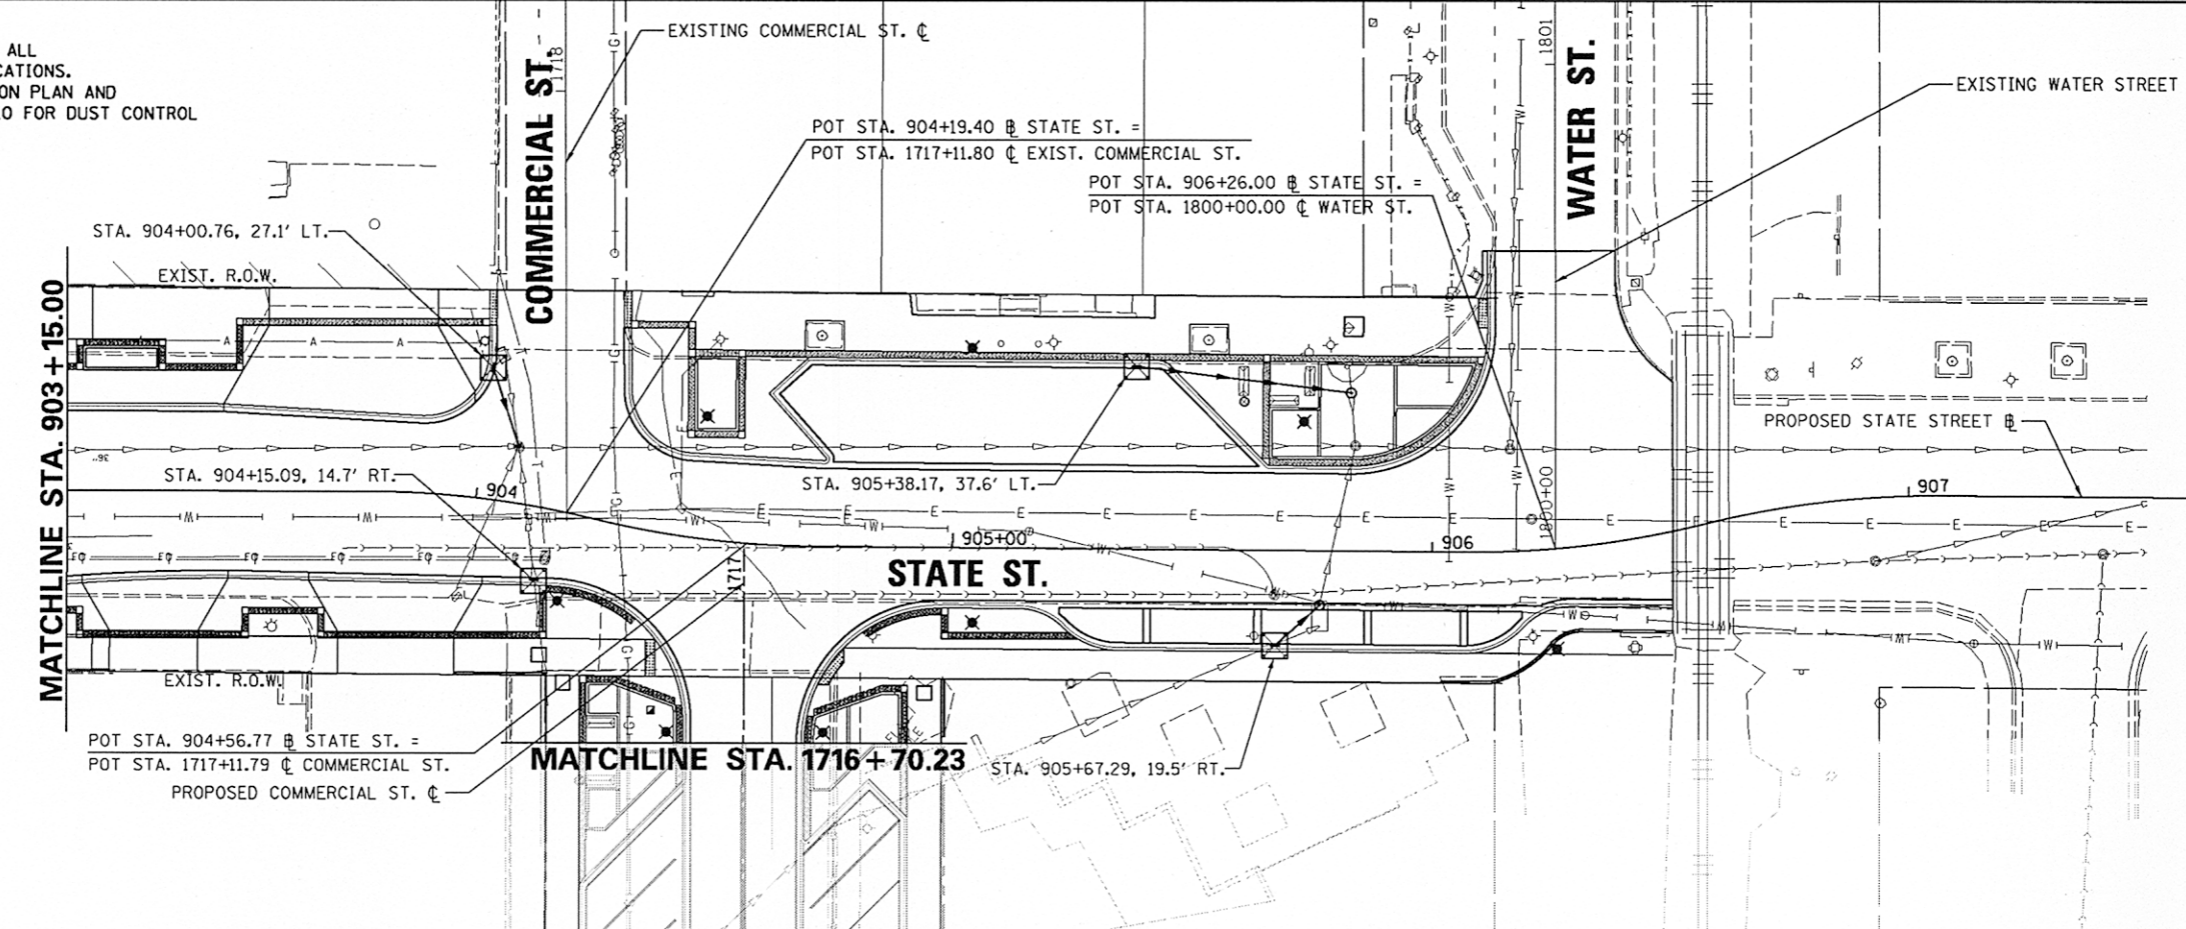 ALL
CATIONS.
ON PLAN AND
O FOR DUST CONTROL
EXISTING COMMERCIAL ST. ℄
COMMERCIAL ST.
1718
1801
WATER ST.
EXISTING WATER STREET
POT STA. 904+19.40 ⅊ STATE ST. =
POT STA. 1717+11.80 ℄ EXIST. COMMERCIAL ST.
POT STA. 906+26.00 ⅊ STATE ST. =
POT STA. 1800+00.00 ℄ WATER ST.
STA. 904+00.76, 27.1' LT.
EXIST. R.O.W.
MATCHLINE STA. 903+15.00
A A A
PROPOSED STATE STREET ⅊
36"
STA. 904+15.09, 14.7' RT.
904
STA. 905+38.17, 37.6' LT.
1800+00
907
905+00
906
STATE ST.
1717
EXIST. R.O.W.
POT STA. 904+56.77 ⅊ STATE ST. =
POT STA. 1717+11.79 ℄ COMMERCIAL ST.
PROPOSED COMMERCIAL ST. ℄
MATCHLINE STA. 1716+70.23
STA. 905+67.29, 19.5' RT.